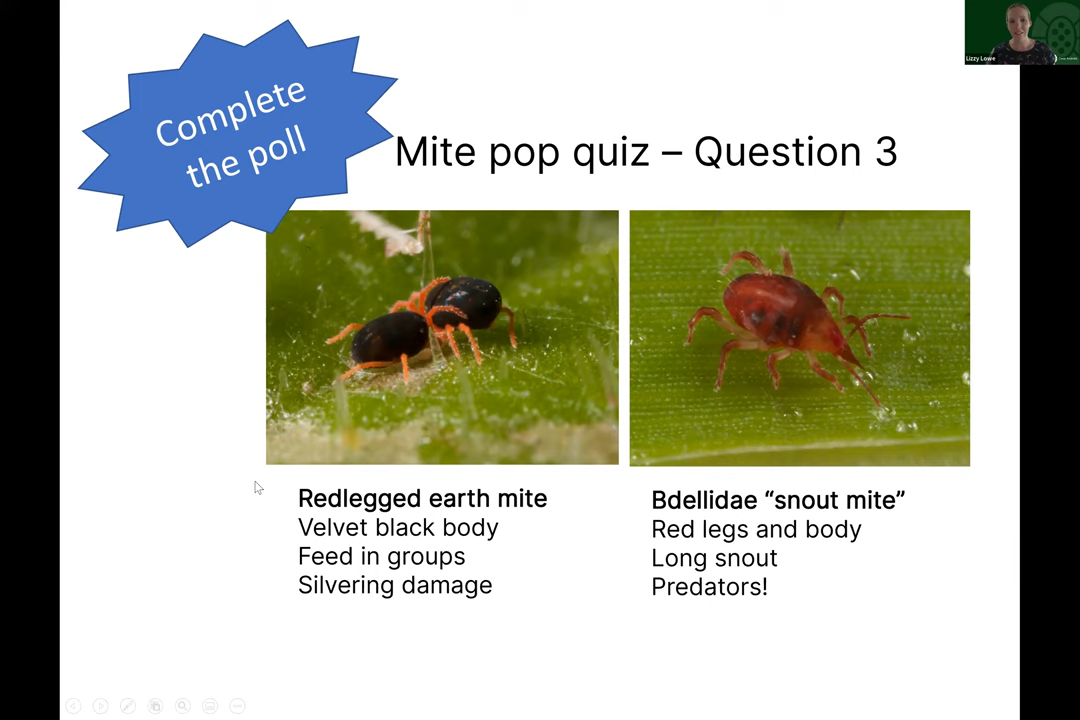 Complete
the poll
Lizzy Lowe
Mite pop quiz – Question 3
Redlegged earth mite
Velvet black body
Feed in groups
Silvering damage
Bdellidae “snout mite”
Red legs and body
Long snout
Predators!